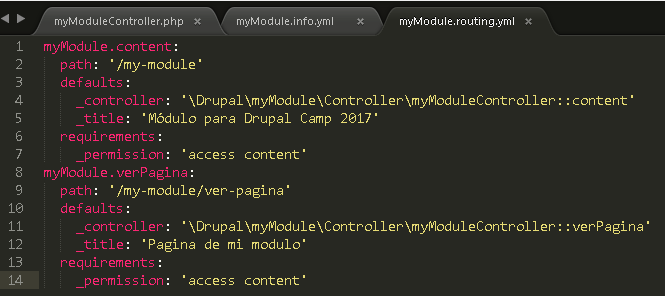 myModuleController.php × myModule.info.yml × myModule.routing.yml ×
1 myModule.content:
2 path: '/my-module'
3 defaults:
4 _controller: '\Drupal\myModule\Controller\myModuleController::content'
5 _title: 'Módulo para Drupal Camp 2017'
6 requirements:
7 _permission: 'access content'
8 myModule.verPagina:
9 path: '/my-module/ver-pagina'
10 defaults:
11 _controller: '\Drupal\myModule\Controller\myModuleController::verPagina'
12 _title: 'Pagina de mi modulo'
13 requirements:
14 _permission: 'access content'